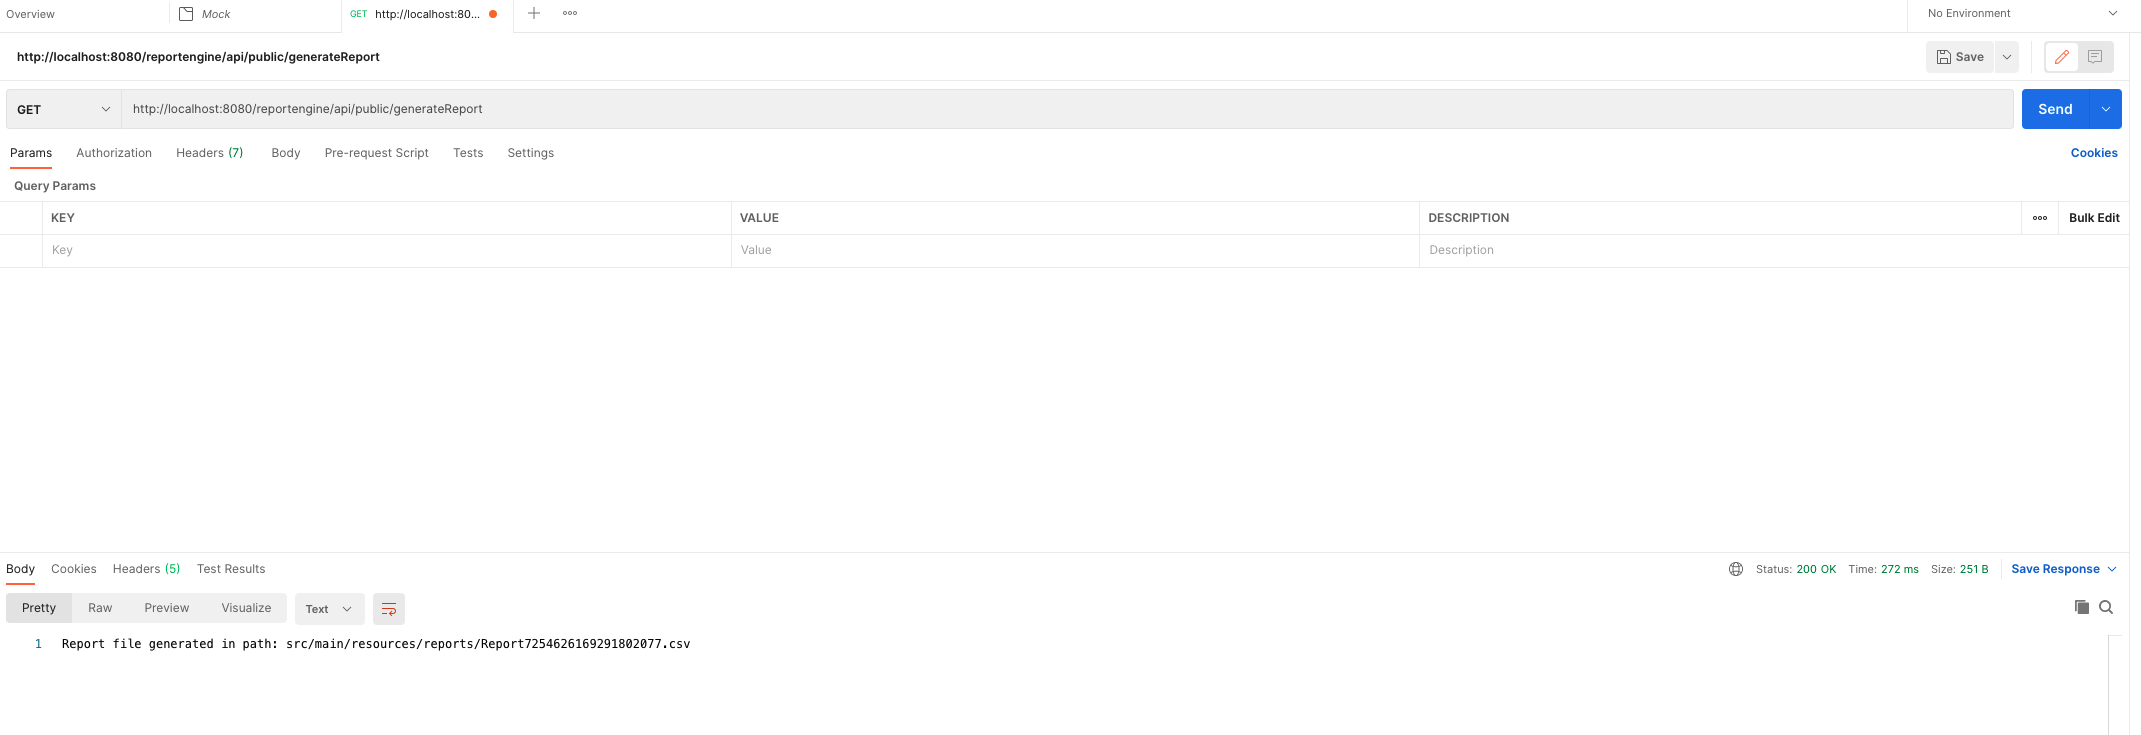 Overview Mock GET http://localhost:80... No Environment
http://localhost:8080/reportengine/api/public/generateReport Save
GET http://localhost:8080/reportengine/api/public/generateReport Send
Params Authorization Headers (7) Body Pre-request Script Tests Settings Cookies
Query Params
KEY VALUE DESCRIPTION Bulk Edit
Key Value Description
Body Cookies Headers (5) Test Results Status: 200 OK Time: 272 ms Size: 251 B Save Response
Pretty Raw Preview Visualize Text
1 Report file generated in path: src/main/resources/reports/Report7254626169291802077.csv